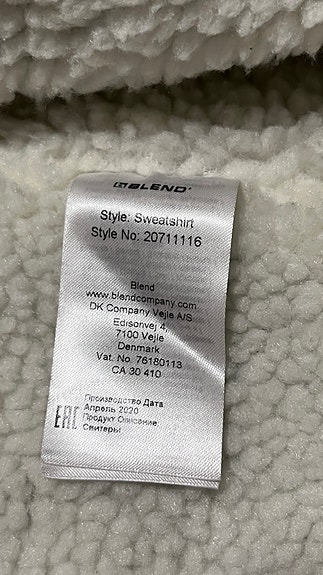 BLEND
Style: Sweatshirt
Style No: 20711116
Blend
www.blendcompany.com
DK Company Vejle A/S
Edisonvej 4,
7100 Vejle
Denmark
Vat. No. 76180113
CA 30 410
Производство Дата
Апрель 2020
EAC Продукт Описание
Свитеры